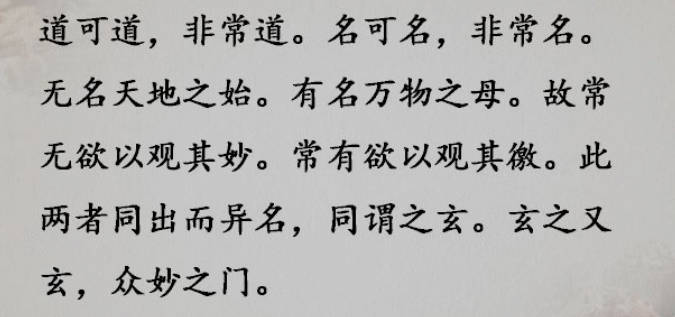 道可道，非常道。名可名，非常名。
无名天地之始。有名万物之母。故常
无欲以观其妙。常有欲以观其徼。此
两者同出而异名，同谓之玄。玄之又
玄，众妙之门。